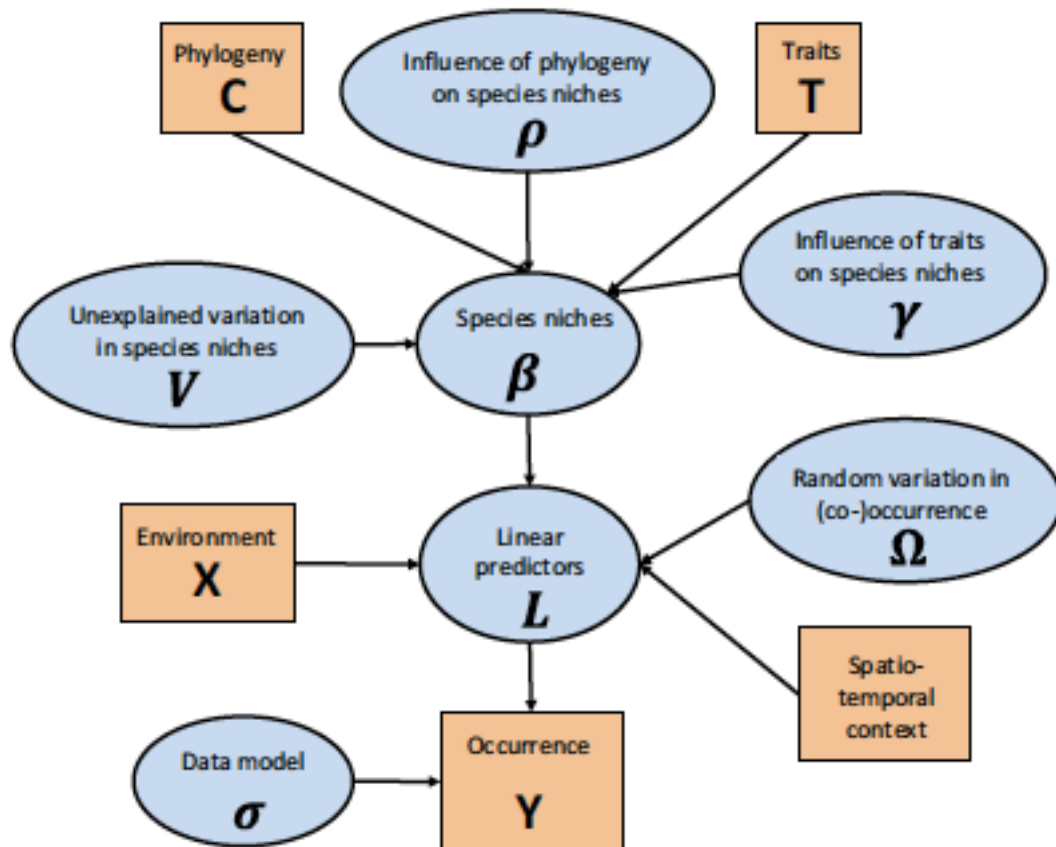 Phylogeny
C
Influence of phylogeny
on species niches
ρ
Traits
T
Influence of traits
on species niches
γ
Unexplained variation
in species niches
V
Species niches
β
Random variation in
(co-)occurrence
Ω
Environment
X
Linear
predictors
L
Spatio-
temporal
context
Data model
σ
Occurrence
Y